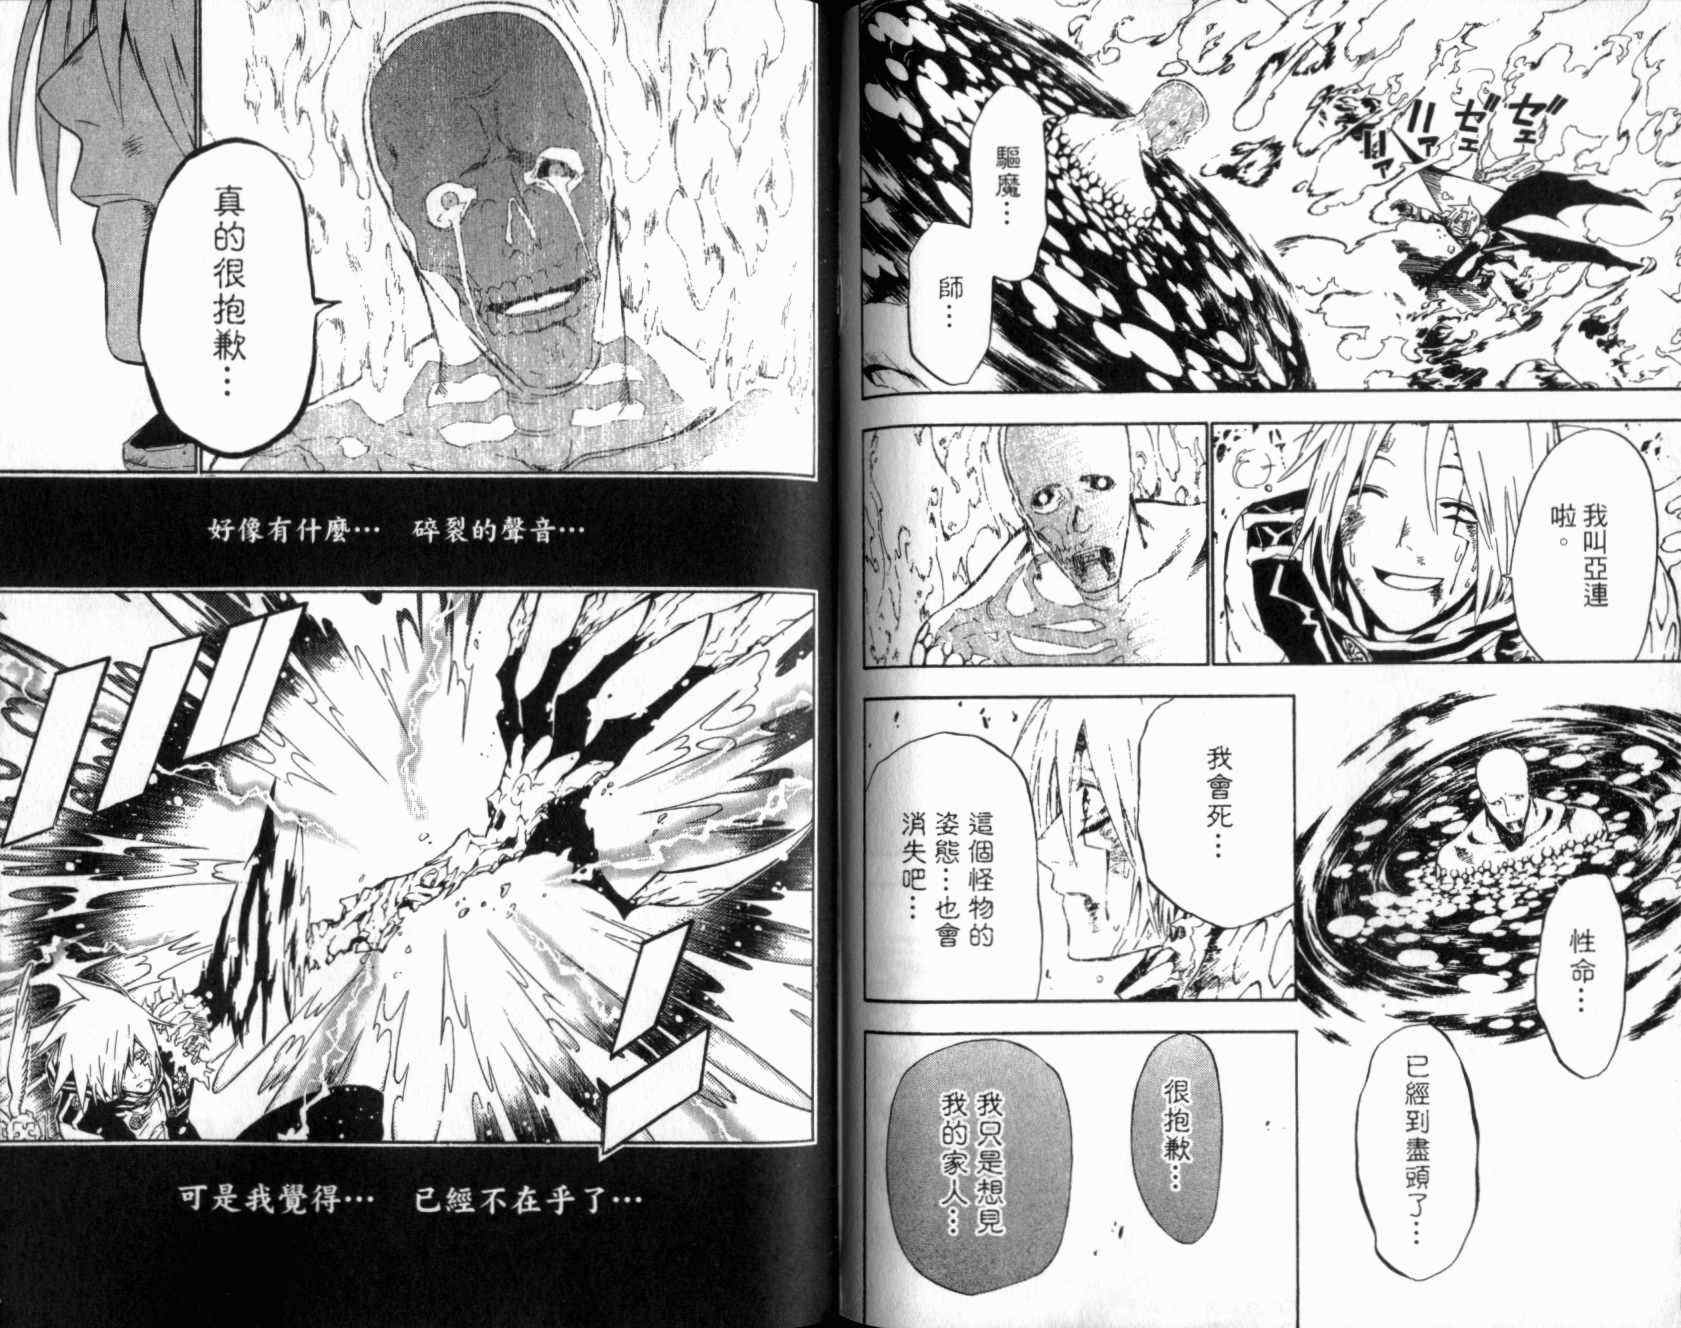 ゼェ
ゼェ
ハァ
ハァ
驅魔…
師…
我叫亞連
啦。
性命…
已經到盡頭了…
我會死…
這個怪物的
姿態…也會
消失吧…
很抱歉…
我只是想見
我的家人…
真的很抱歉…
好像有什麼… 碎裂的聲音…
可是我覺得… 已經不在乎了…